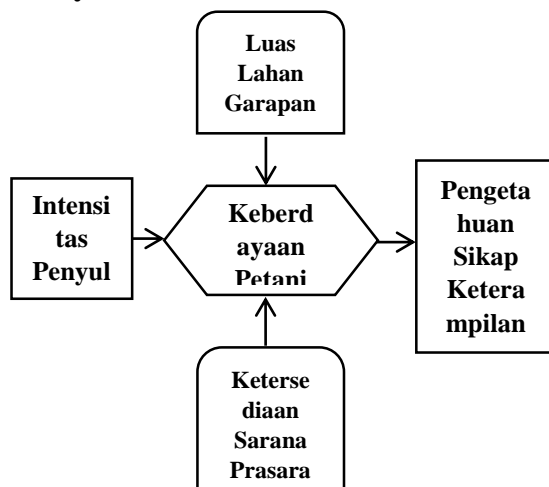 Luas
Lahan
Garapan
Intensi
tas
Penyul
Keberd
ayaan
Petani
Pengeta
huan
Sikap
Ketera
mpilan
Keterse
diaan
Sarana
Prasara